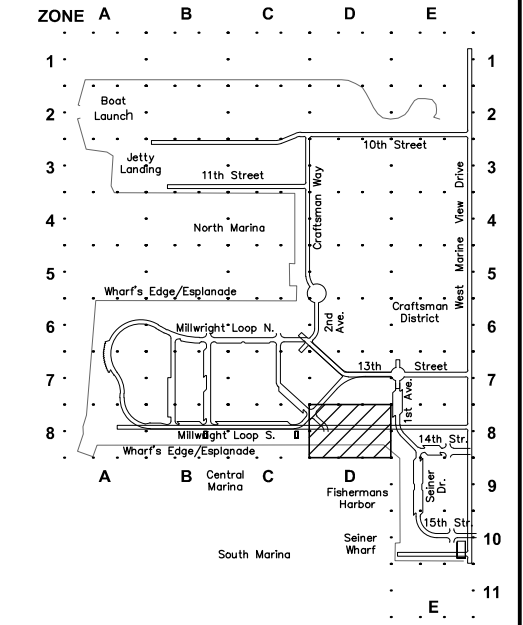 ZONE A B C D E
1 1
Boat
Launch
2 2
10th Street
Jetty
Landing
3 3
11th Street
Craftsman Way
West Marine View Drive
4 4
North Marina
5 5
Wharf's Edge/Esplanade
Craftsman
District
6 6
Millwright Loop N.
2nd
Ave.
13th Street
7 7
1st Ave.
8 8
Millwright Loop S.
14th Str.
Wharf's Edge/Esplanade
A B C D
Central
Marina
Seiner
Dr.
9
Fishermans
Harbor
15th Str.
Seiner
Wharf
10
South Marina
11
E